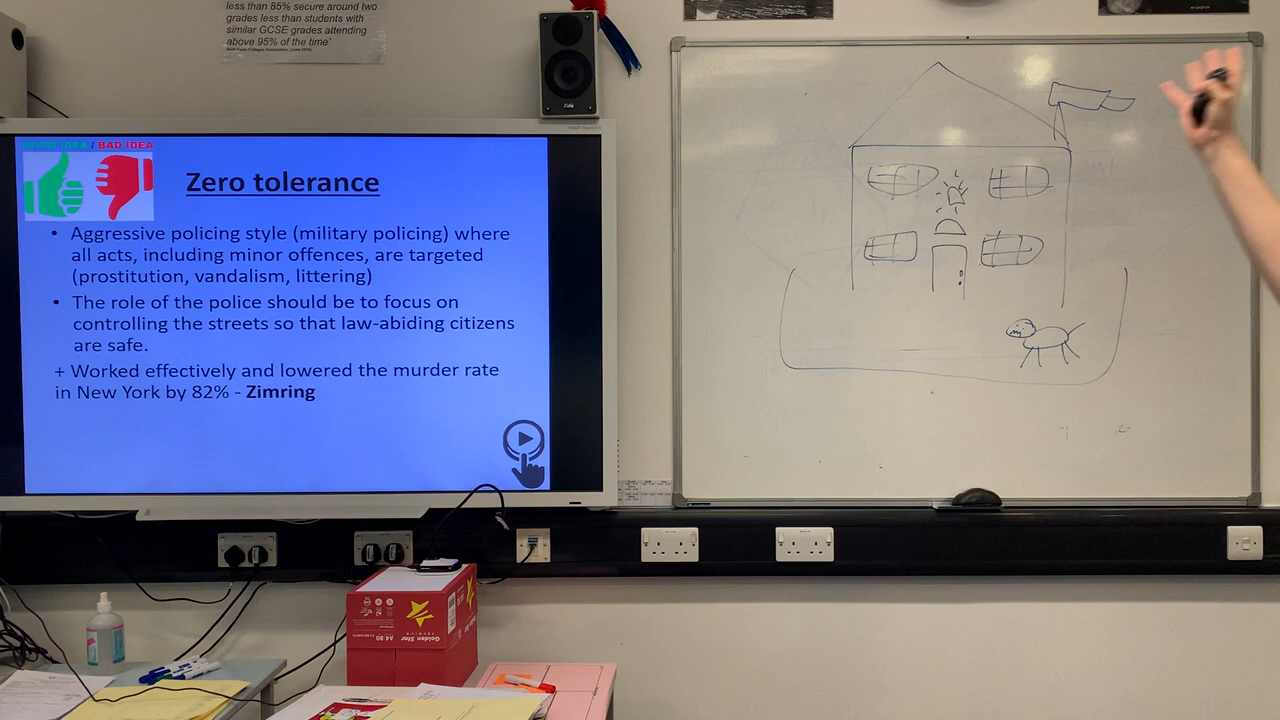 less than 85% secure around two
grades less than students with
similar GCSE grades attending
above 95% of the time'
GOOD IDEA / BAD IDEA
Zero tolerance
• Aggressive policing style (military policing) where
all acts, including minor offences, are targeted
(prostitution, vandalism, littering)
• The role of the police should be to focus on
controlling the streets so that law-abiding citizens
are safe.
+ Worked effectively and lowered the murder rate
in New York by 82% - Zimring
Golden Star
PREMIUM
A4 80